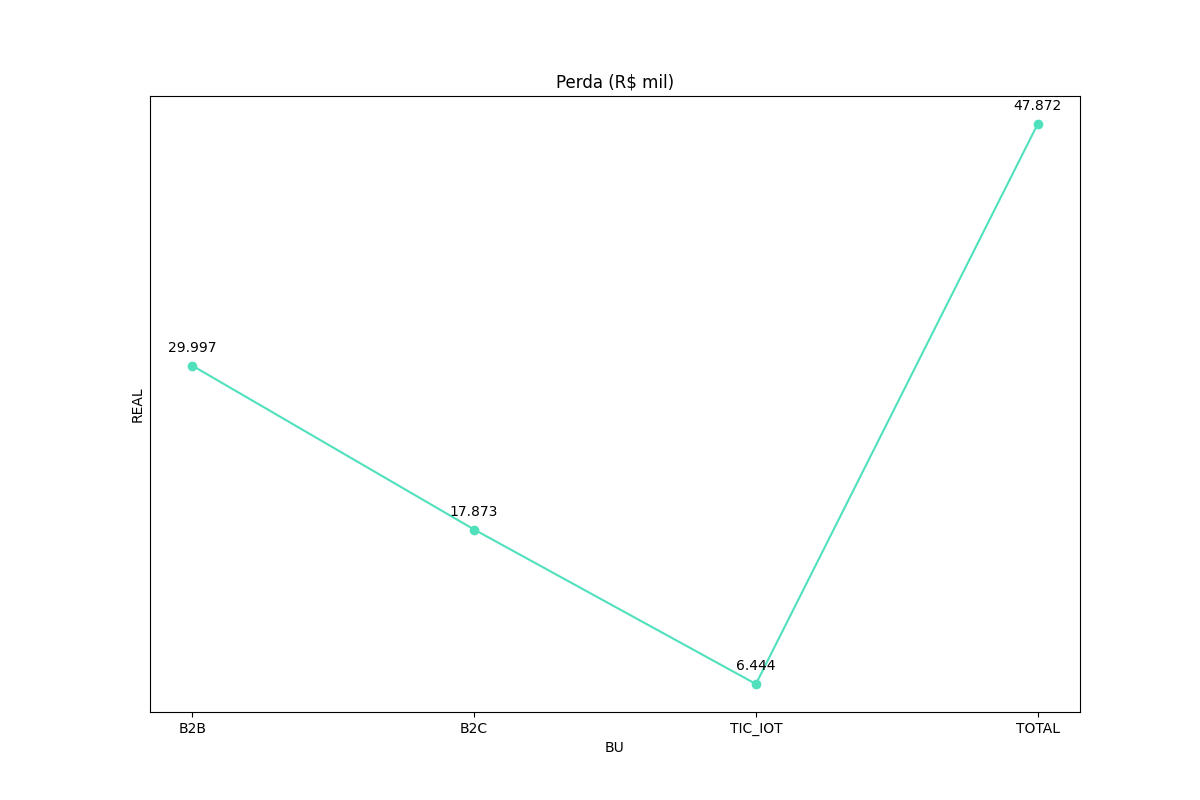 Perda (R$ mil)
47.872
29.997
17.873
6.444
REAL
B2B
B2C
TIC_IOT
TOTAL
BU